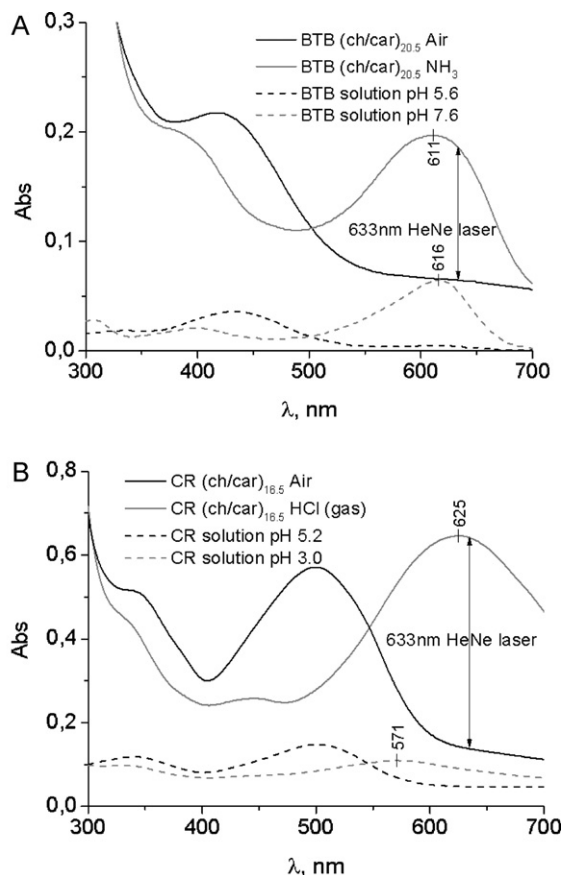 A
0,3
0,2
0,1
0,0
Abs
BTB (ch/car)20.5 Air
BTB (ch/car)20.5 NH3
BTB solution pH 5.6
BTB solution pH 7.6
611
633nm HeNe laser
616
300 400 500 600 700
λ, nm
B
0,8
0,6
0,4
0,2
0,0
Abs
CR (ch/car)16.5 Air
CR (ch/car)16.5 HCl (gas)
CR solution pH 5.2
CR solution pH 3.0
625
633nm HeNe laser
571
300 400 500 600 700
λ, nm